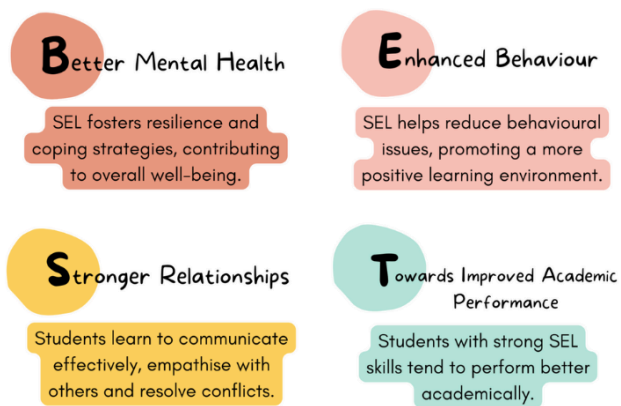 Better Mental Health
SEL fosters resilience and
coping strategies, contributing
to overall well-being.
Enhanced Behaviour
SEL helps reduce behavioural
issues, promoting a more
positive learning environment.
Stronger Relationships
Students learn to communicate
effectively, empathise with
others and resolve conflicts.
Towards Improved Academic
Performance
Students with strong SEL
skills tend to perform better
academically.